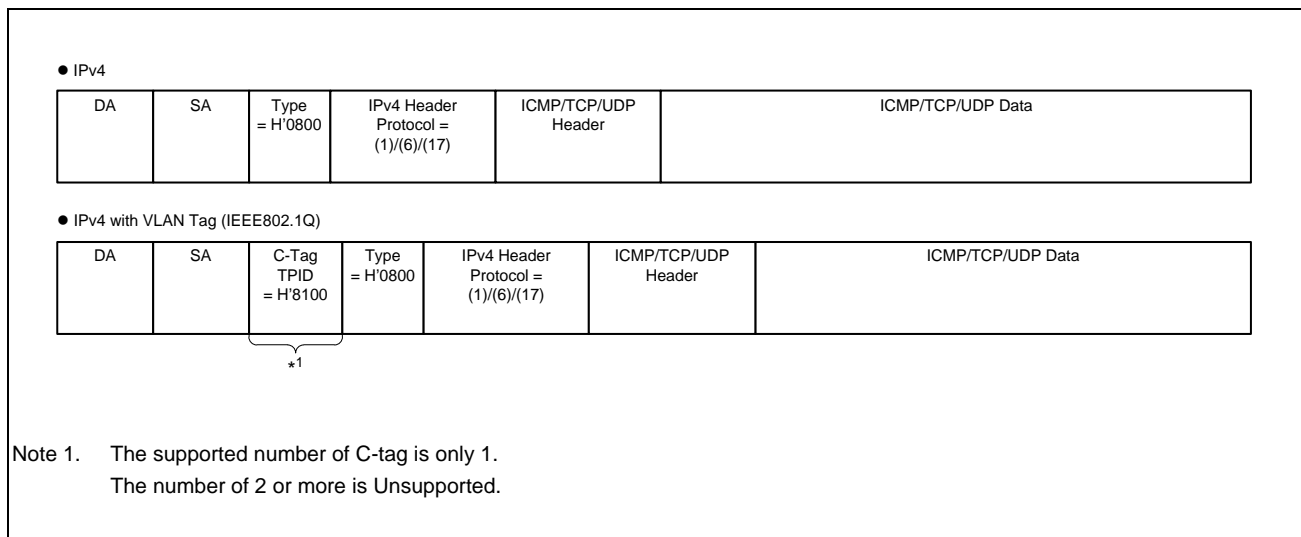 ● IPv4
DA
SA
Type
= H'0800
IPv4 Header
Protocol =
(1)/(6)/(17)
ICMP/TCP/UDP
Header
ICMP/TCP/UDP Data
● IPv4 with VLAN Tag (IEEE802.1Q)
DA
SA
C-Tag
TPID
= H'8100
Type
= H'0800
IPv4 Header
Protocol =
(1)/(6)/(17)
ICMP/TCP/UDP
Header
ICMP/TCP/UDP Data
*1
Note 1. The supported number of C-tag is only 1.
The number of 2 or more is Unsupported.